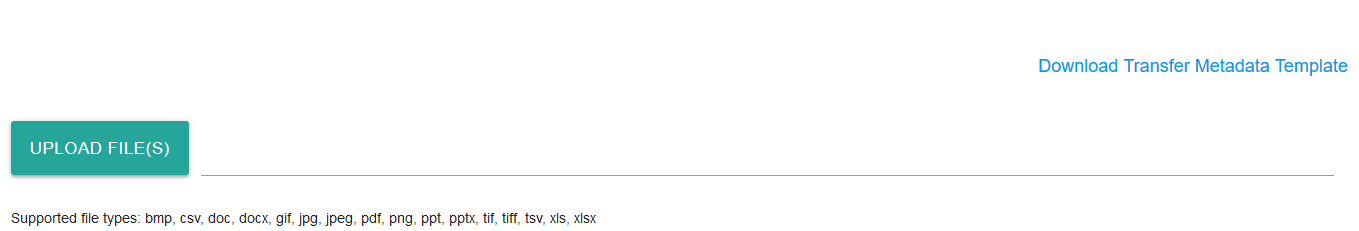 Download Transfer Metadata Template
UPLOAD FILE(S)
Supported file types: bmp, csv, doc, docx, gif, jpg, jpeg, pdf, png, ppt, pptx, tif, tiff, tsv, xls, xlsx